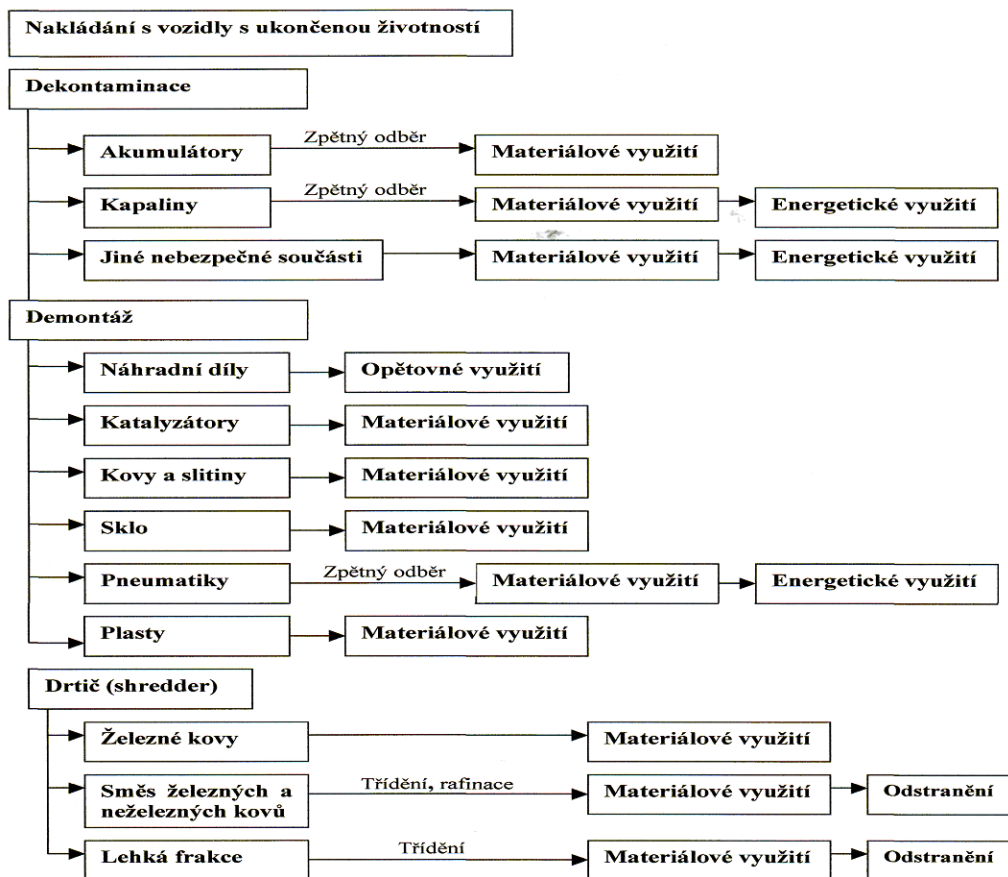 Nakládání s vozidly s ukončenou životností
Dekontaminace
Akumulátory Zpětný odběr Materiálové využití
Kapaliny Zpětný odběr Materiálové využití Energetické využití
Jiné nebezpečné součásti Materiálové využití Energetické využití
Demontáž
Náhradní díly Opětovné využití
Katalyzátory Materiálové využití
Kovy a slitiny Materiálové využití
Sklo Materiálové využití
Pneumatiky Zpětný odběr Materiálové využití Energetické využití
Plasty Materiálové využití
Drtič (shredder)
Železné kovy Materiálové využití
Směs železných a
neželezných kovů Třídění, rafinace Materiálové využití Odstranění
Lehká frakce Třídění Materiálové využití Odstranění